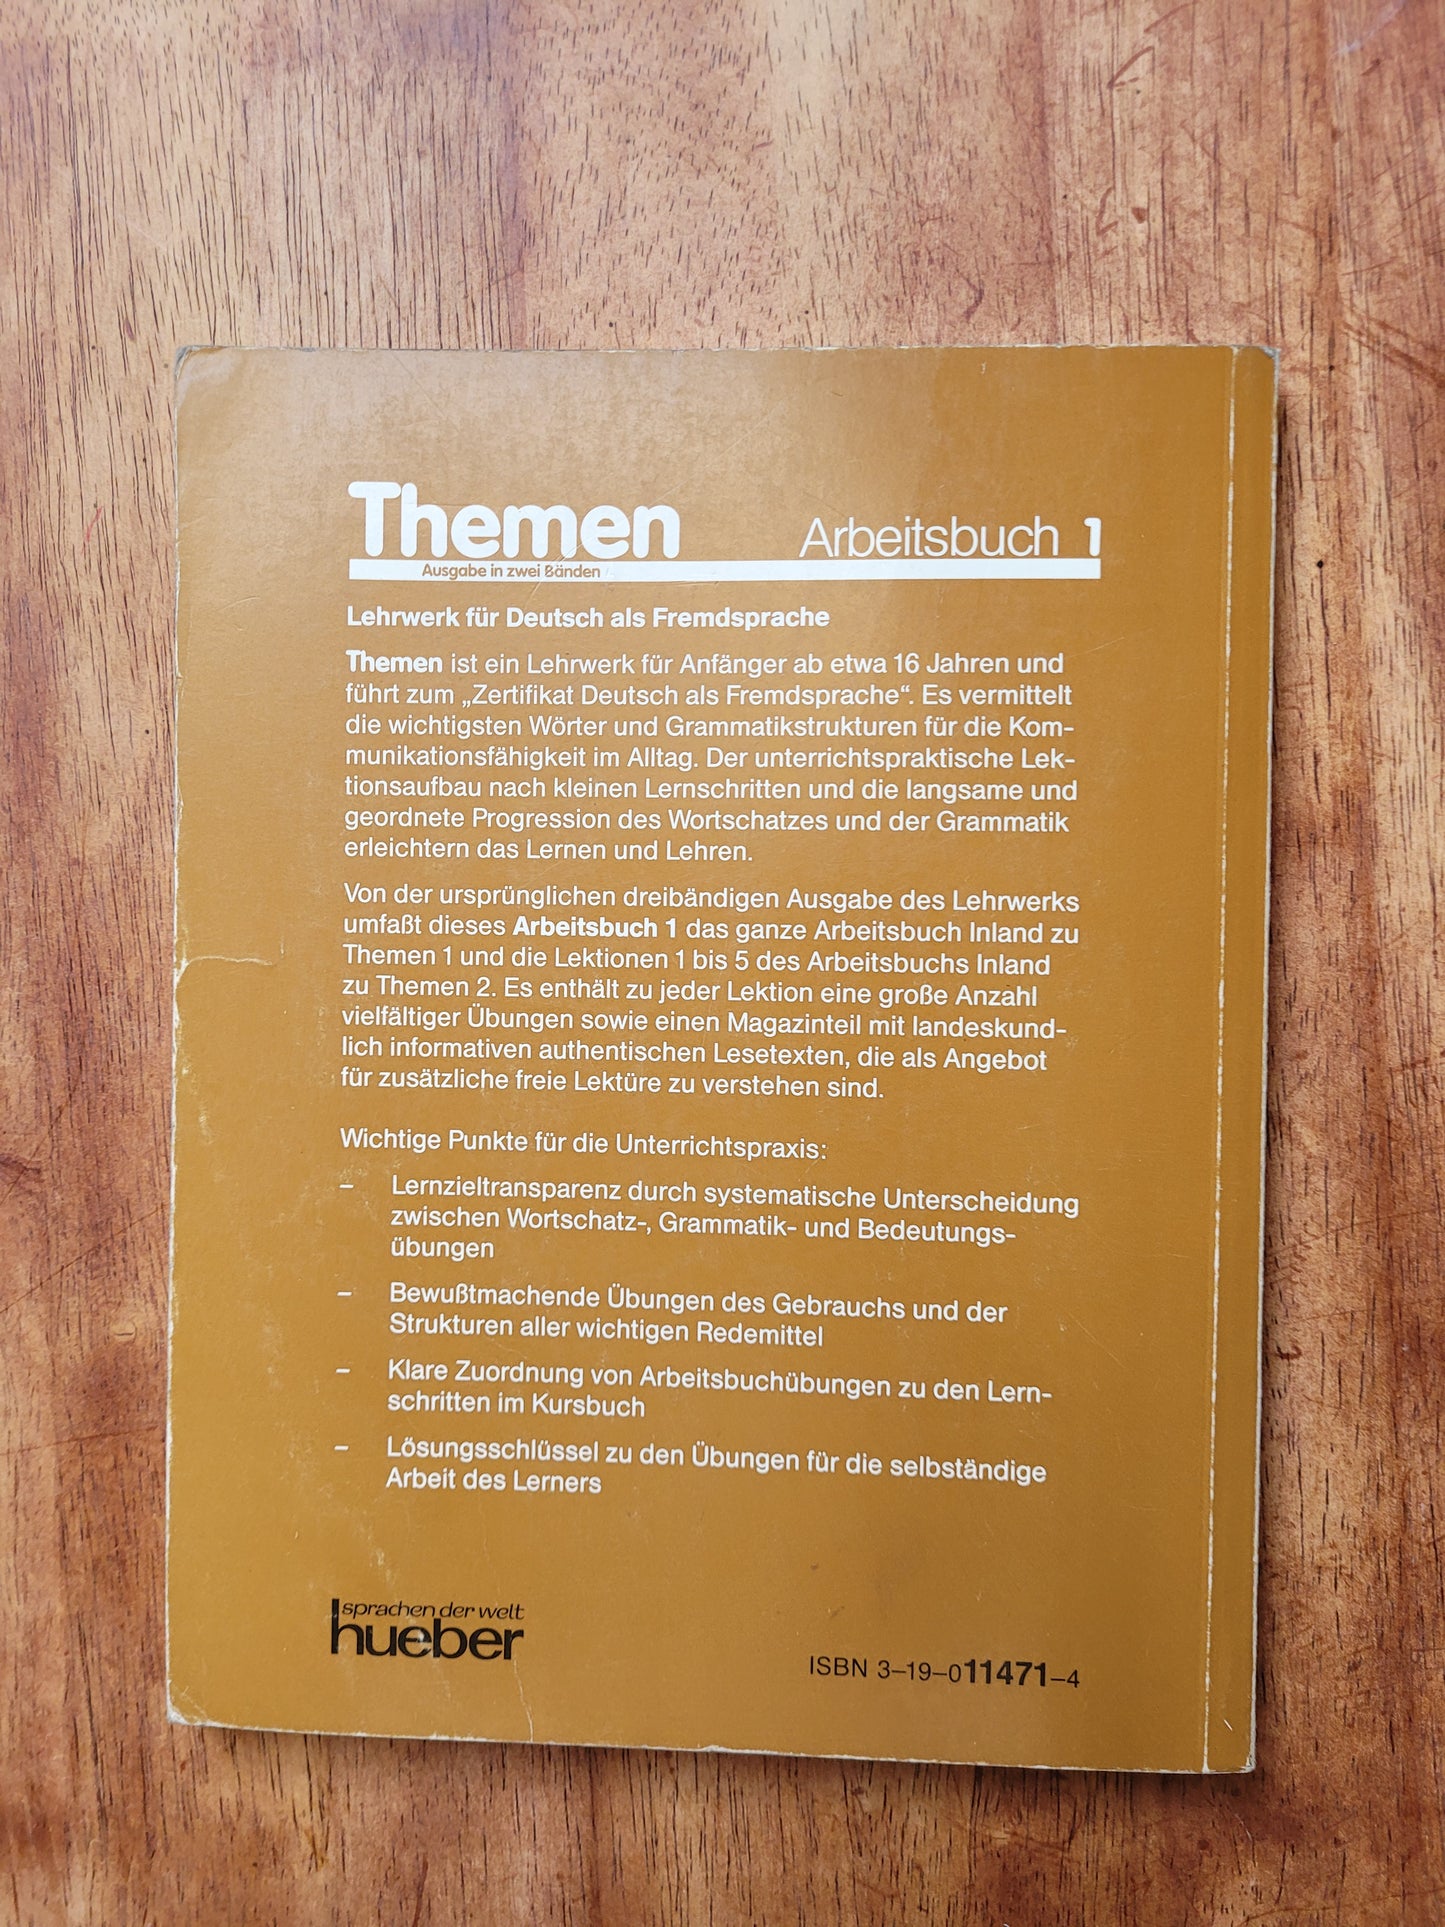 Themen Arbeitsbuch 1
Ausgabe in zwei Bänden
Lehrwerk für Deutsch als Fremdsprache
Themen ist ein Lehrwerk für Anfänger ab etwa 16 Jahren und
führt zum „Zertifikat Deutsch als Fremdsprache“. Es vermittelt
die wichtigsten Wörter und Grammatikstrukturen für die Kom-
munikationsfähigkeit im Alltag. Der unterrichtspraktische Lek-
tionsaufbau nach kleinen Lernschritten und die langsame und
geordnete Progression des Wortschatzes und der Grammatik
erleichtern das Lernen und Lehren.
Von der ursprünglichen dreibändigen Ausgabe des Lehrwerks
umfaßt dieses Arbeitsbuch 1 das ganze Arbeitsbuch Inland zu
Themen 1 und die Lektionen 1 bis 5 des Arbeitsbuchs Inland
zu Themen 2. Es enthält zu jeder Lektion eine große Anzahl
vielfältiger Übungen sowie einen Magazinteil mit landeskund-
lich informativen authentischen Lesetexten, die als Angebot
für zusätzliche freie Lektüre zu verstehen sind.
Wichtige Punkte für die Unterrichtspraxis:
– Lernzieltransparenz durch systematische Unterscheidung
zwischen Wortschatz-, Grammatik- und Bedeutungs-
übungen
– Bewußtmachende Übungen des Gebrauchs und der
Strukturen aller wichtigen Redemittel
– Klare Zuordnung von Arbeitsbuchübungen zu den Lern-
schritten im Kursbuch
– Lösungsschlüssel zu den Übungen für die selbständige
Arbeit des Lerners
sprachen der welt
hueber
ISBN 3–19–011471–4